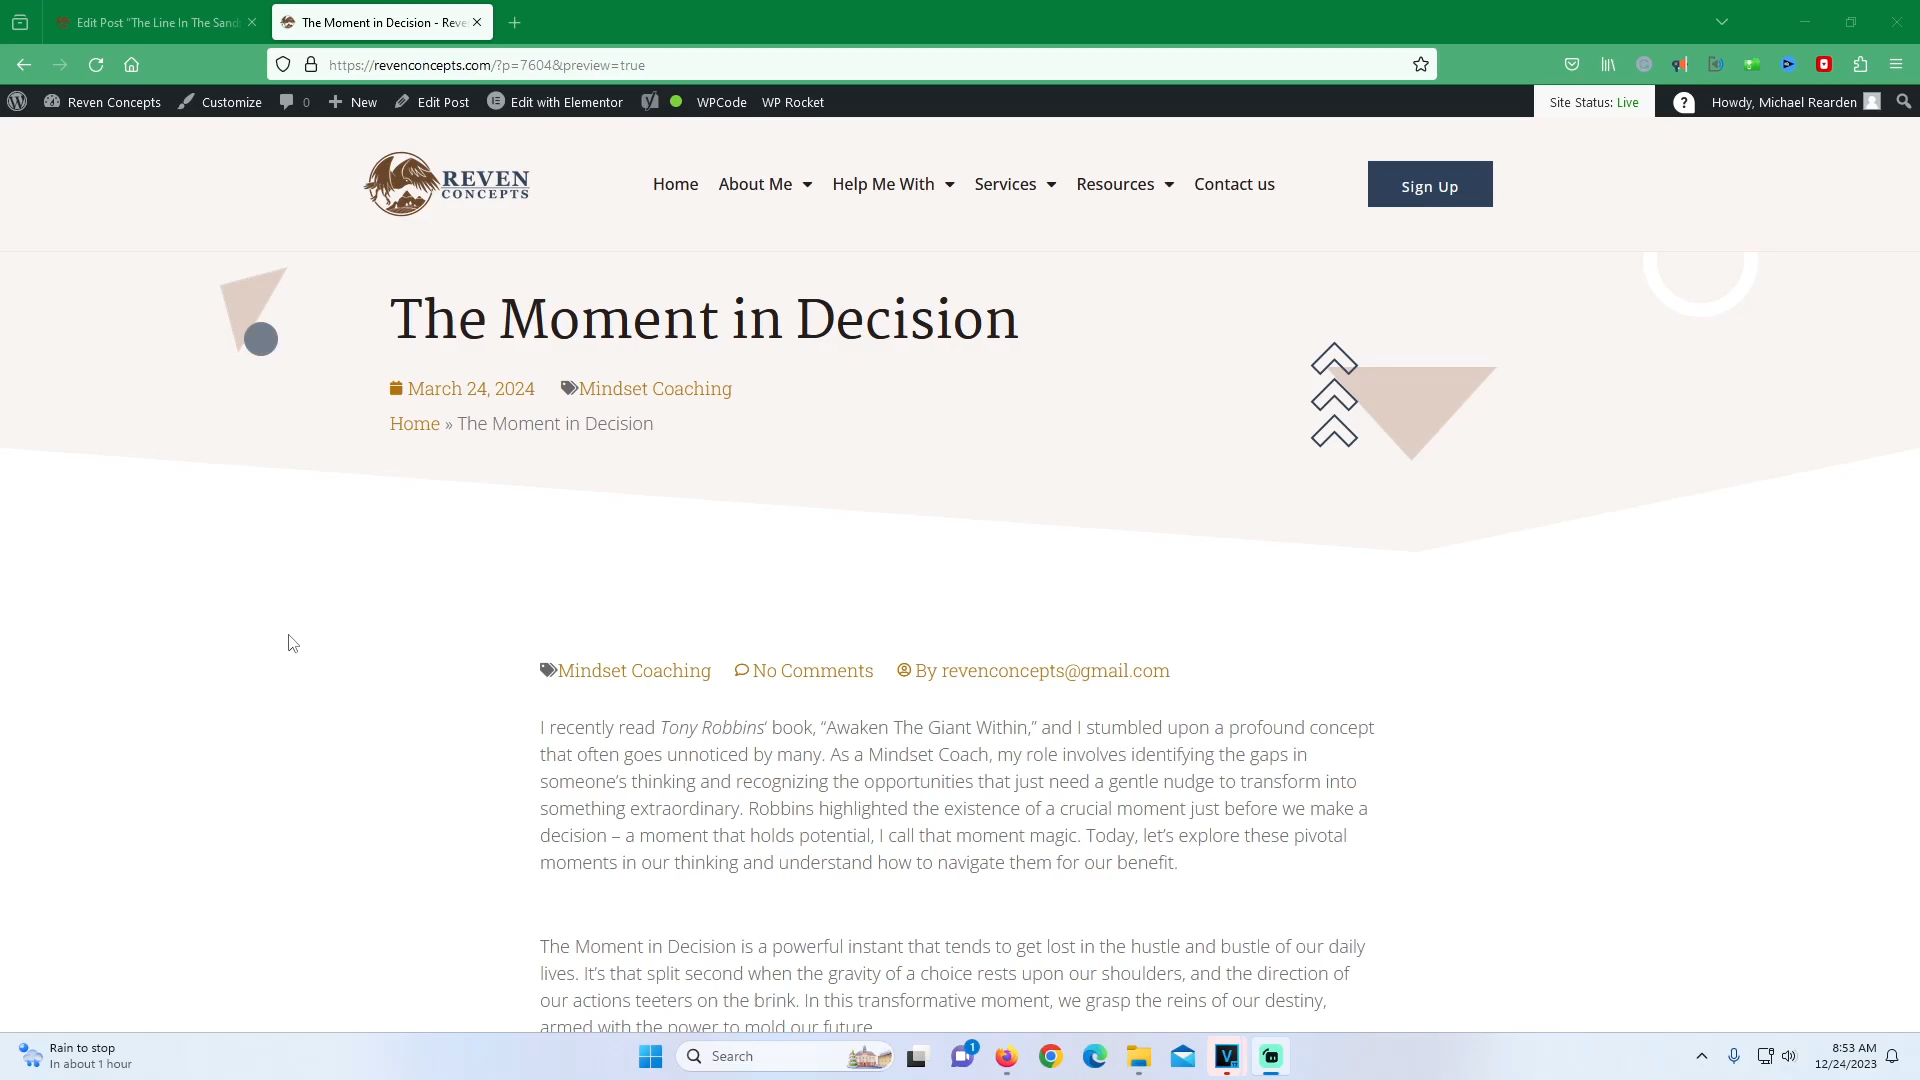 Edit Post “The Line In The Sand
The Moment in Decision - Reve
https://revenconcepts.com/?p=7604&preview=true
Reven Concepts Customize 0 New Edit Post Edit with Elementor WPCode WP Rocket Site Status: Live Howdy, Michael Rearden
REVEN
CONCEPTS
Home About Me Help Me With Services Resources Contact us Sign Up
The Moment in Decision
March 24, 2024 Mindset Coaching
Home » The Moment in Decision
Mindset Coaching No Comments By revenconcepts@gmail.com
I recently read Tony Robbins‘ book, “Awaken The Giant Within,” and I stumbled upon a profound concept
that often goes unnoticed by many. As a Mindset Coach, my role involves identifying the gaps in
someone’s thinking and recognizing the opportunities that just need a gentle nudge to transform into
something extraordinary. Robbins highlighted the existence of a crucial moment just before we make a
decision – a moment that holds potential, I call that moment magic. Today, let’s explore these pivotal
moments in our thinking and understand how to navigate them for our benefit.
The Moment in Decision is a powerful instant that tends to get lost in the hustle and bustle of our daily
lives. It’s that split second when the gravity of a choice rests upon our shoulders, and the direction of
our actions teeters on the brink. In this transformative moment, we grasp the reins of our destiny,
armed with the power to mold our future.
Rain to stop
In about 1 hour
Search
1
8:53 AM
12/24/2023